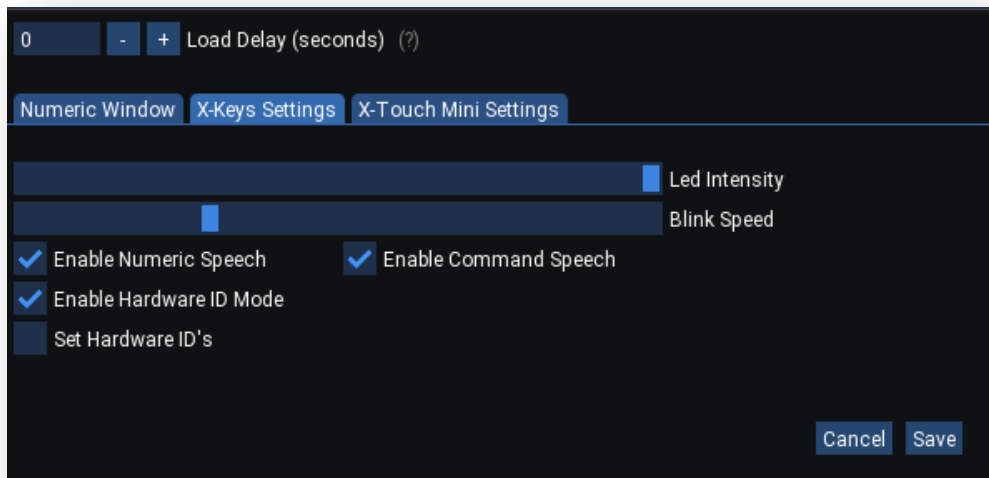 0 - + Load Delay (seconds) (?)
Numeric Window X-Keys Settings X-Touch Mini Settings
Led Intensity
Blink Speed
Enable Numeric Speech Enable Command Speech
Enable Hardware ID Mode
Set Hardware ID's
Cancel Save